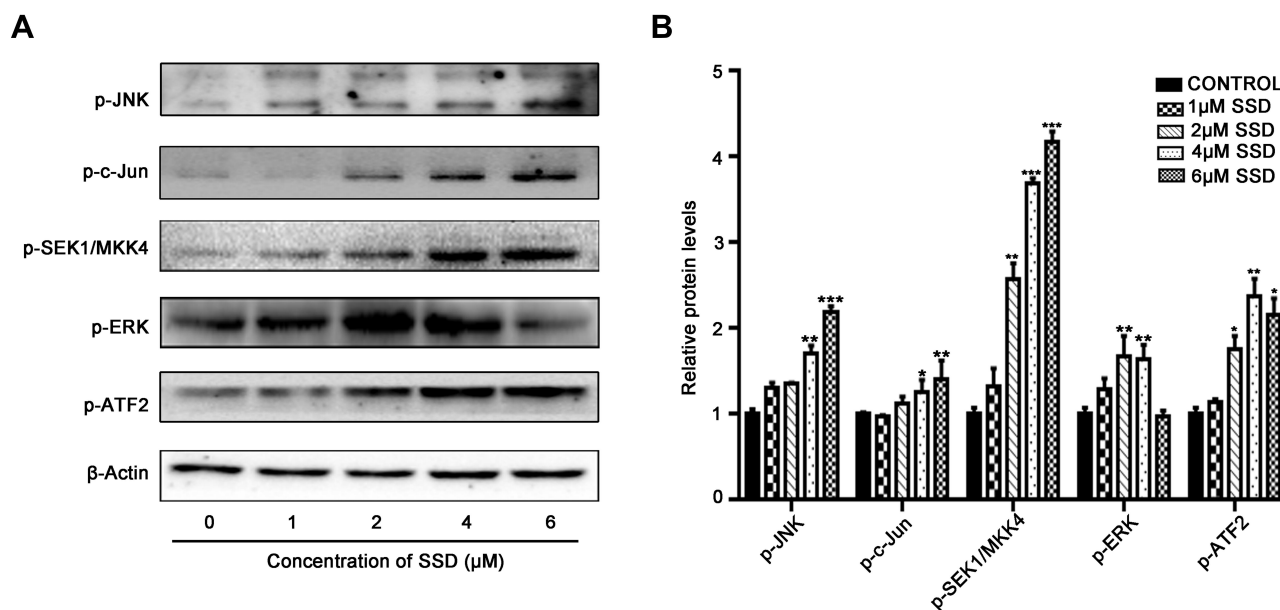 A
p-JNK
p-c-Jun
p-SEK1/MKK4
p-ERK
p-ATF2
β-Actin
0 1 2 4 6
Concentration of SSD (μM)
B
Relative protein levels
5
4
3
2
1
0
CONTROL
1μM SSD
2μM SSD
4μM SSD
6μM SSD
** ***
* **
** *** ***
** **
* ** *
p-JNK
p-c-Jun
p-SEK1/MKK4
p-ERK
p-ATF2